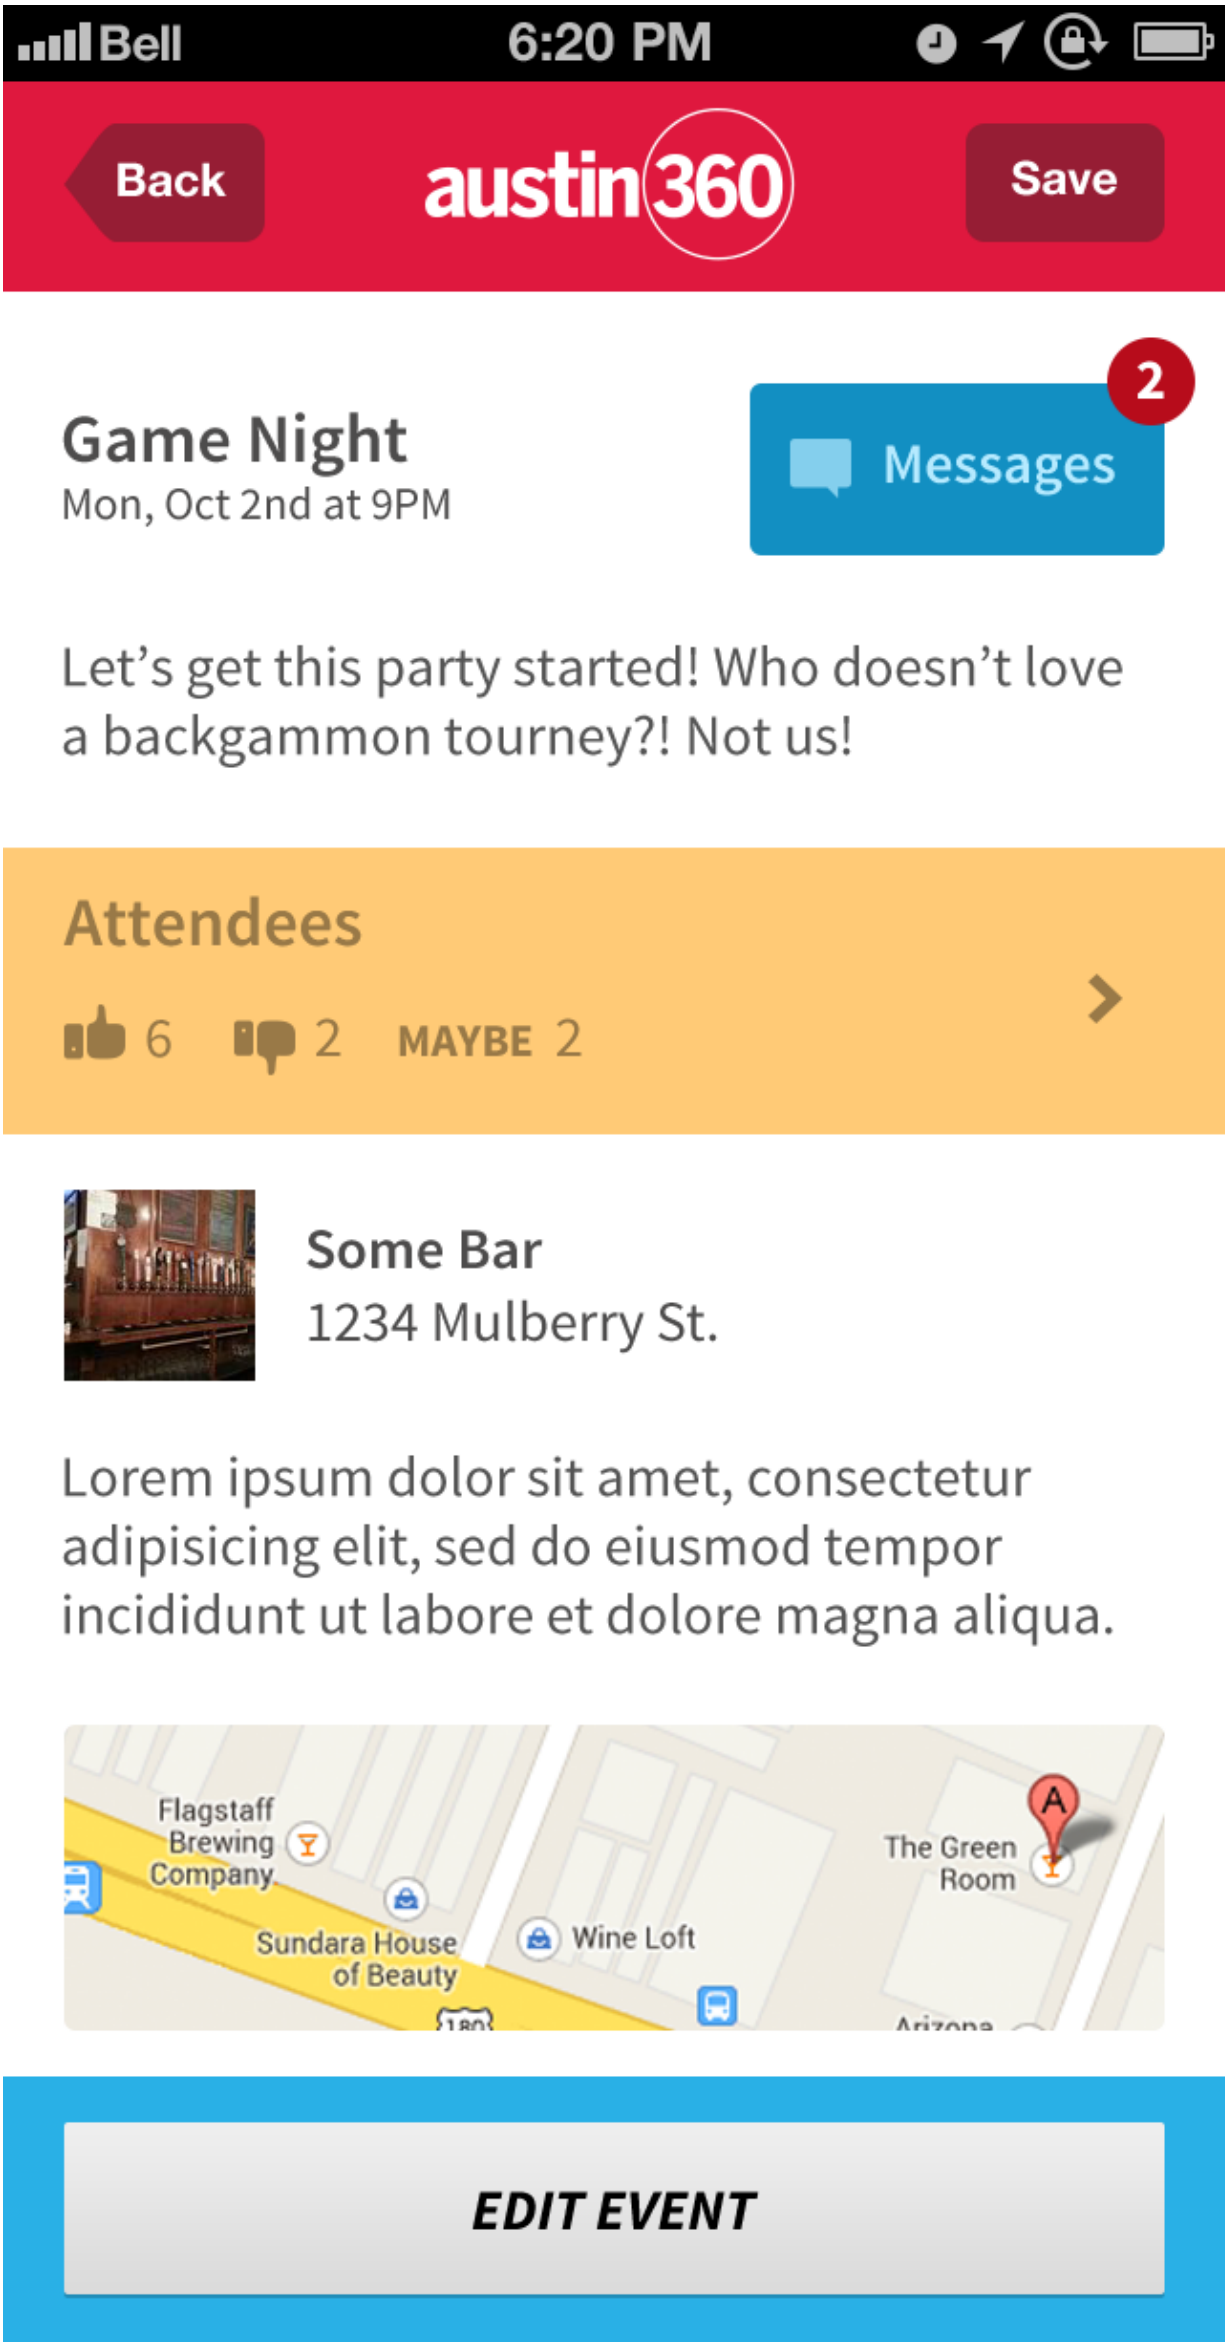 Bell 6:20 PM
Back austin360 Save
2
Messages
Game Night
Mon, Oct 2nd at 9PM
Let’s get this party started! Who doesn’t love
a backgammon tourney?! Not us!
Attendees
6 2 MAYBE 2
Some Bar
1234 Mulberry St.
Lorem ipsum dolor sit amet, consectetur
adipisicing elit, sed do eiusmod tempor
incididunt ut labore et dolore magna aliqua.
Flagstaff
Brewing
Company
Sundara House
of Beauty
Wine Loft
The Green
Room
A
180
Arizona
EDIT EVENT